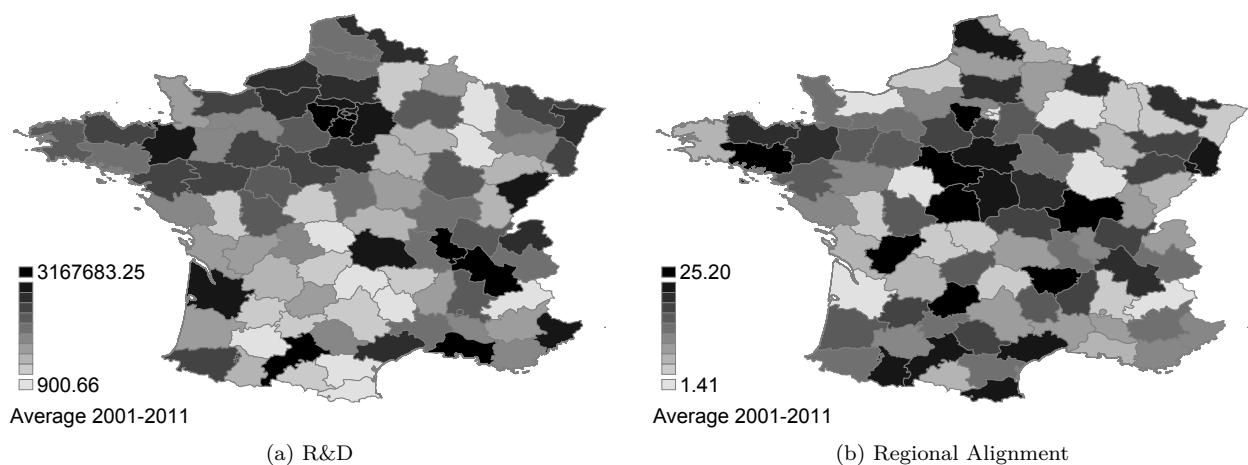 3167683.25
900.66
Average 2001-2011
(a) R&D
25.20
1.41
Average 2001-2011
(b) Regional Alignment